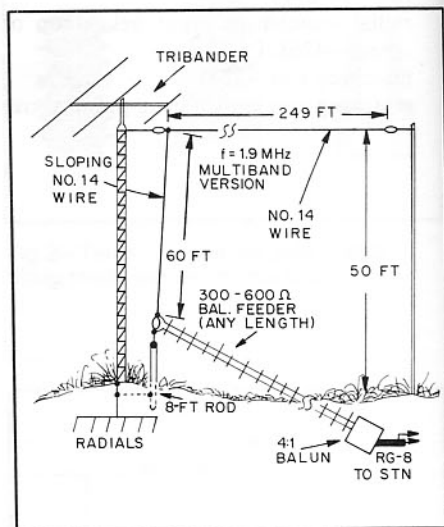 TRIBANDER
249 FT
SLOPING
NO. 14
WIRE
f = 1.9 MHz
MULTIBAND
VERSION
NO. 14
WIRE
60 FT
50 FT
300 - 600 Ω
BAL. FEEDER
(ANY LENGTH)
8-FT ROD
RADIALS
4:1
BALUN
RG-8
TO STN